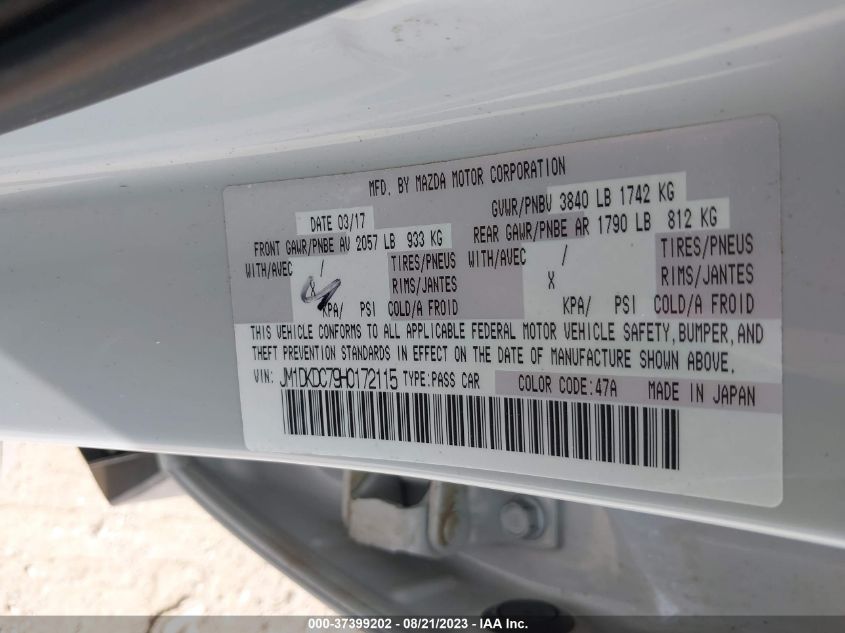 MFD. BY MAZDA MOTOR CORPORATION
DATE 03/17
GVWR/PNBV 3840 LB 1742 KG
FRONT GAWR/PNBE AV 2057 LB 933 KG
REAR GAWR/PNBE AR 1790 LB 812 KG
WITH/AVEC / TIRES/PNEUS
WITH/AVEC / TIRES/PNEUS
X RIMS/JANTES
X RIMS/JANTES
KPA/ PSI COLD/A FROID
KPA/ PSI COLD/A FROID
THIS VEHICLE CONFORMS TO ALL APPLICABLE FEDERAL MOTOR VEHICLE SAFETY,BUMPER,AND
THEFT PREVENTION STANDARDS IN EFFECT ON THE DATE OF MANUFACTURE SHOWN ABOVE.
VIN: JM1DKDC79H0172115 TYPE:PASS CAR COLOR CODE:47A MADE IN JAPAN
000-37399202 - 08/21/2023 - IAA Inc.